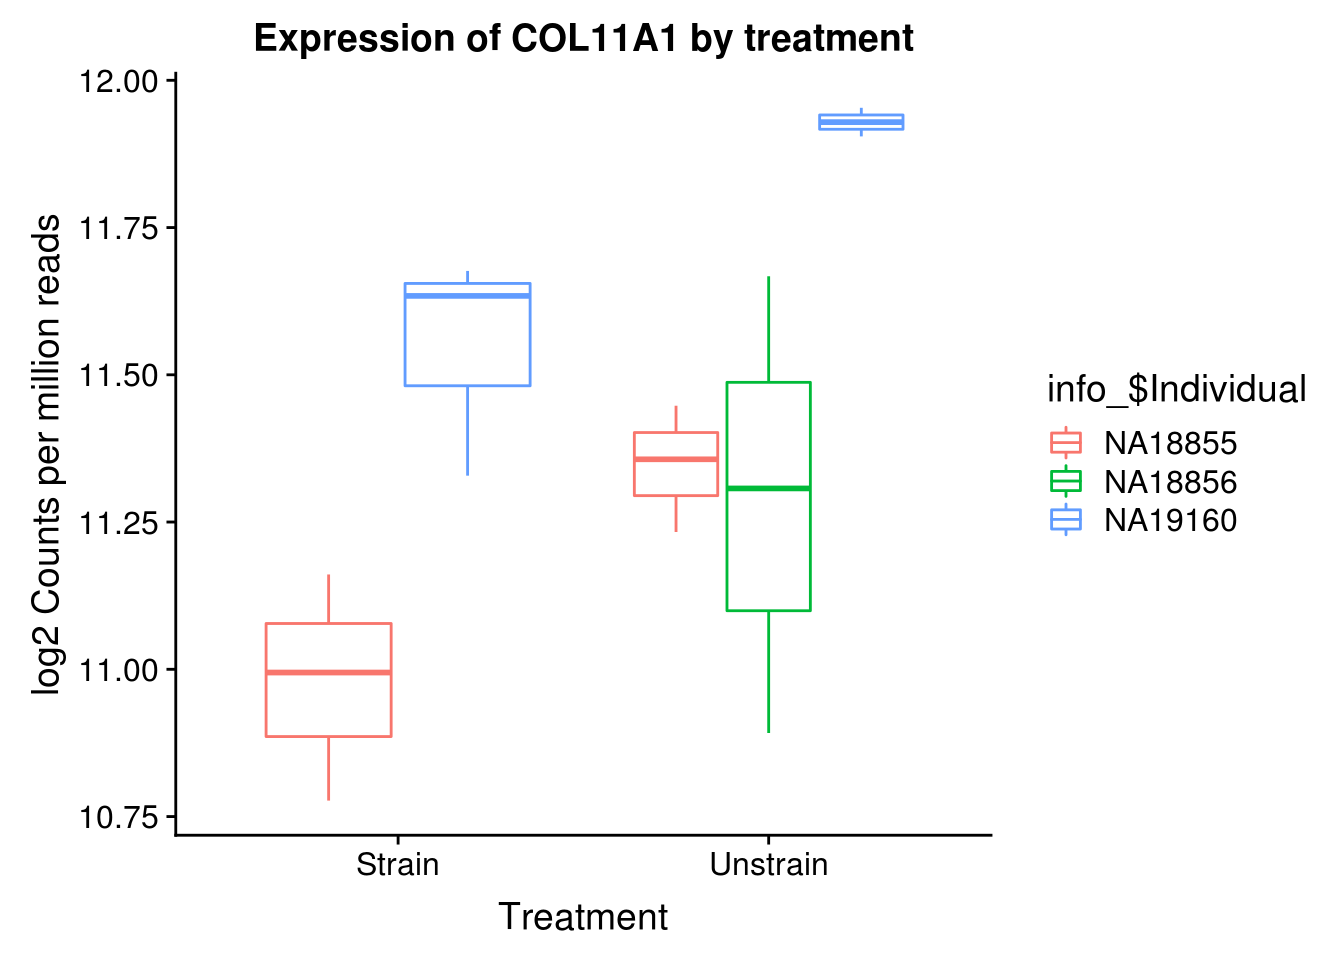 Expression of COL11A1 by treatment
log2 Counts per million reads
12.00
11.75
11.50
11.25
11.00
10.75
Strain
Unstrain
Treatment
info_$Individual
NA18855
NA18856
NA19160